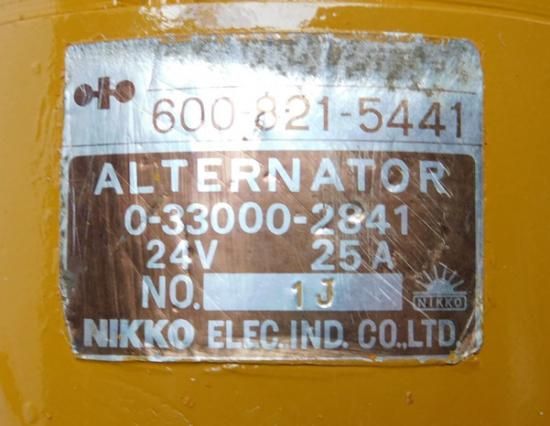 600-821-5441
ALTERNATOR
0-33000-2841
24V 25A
NO. 1J
NIKKO
NIKKO ELEC. IND. CO.,LTD.